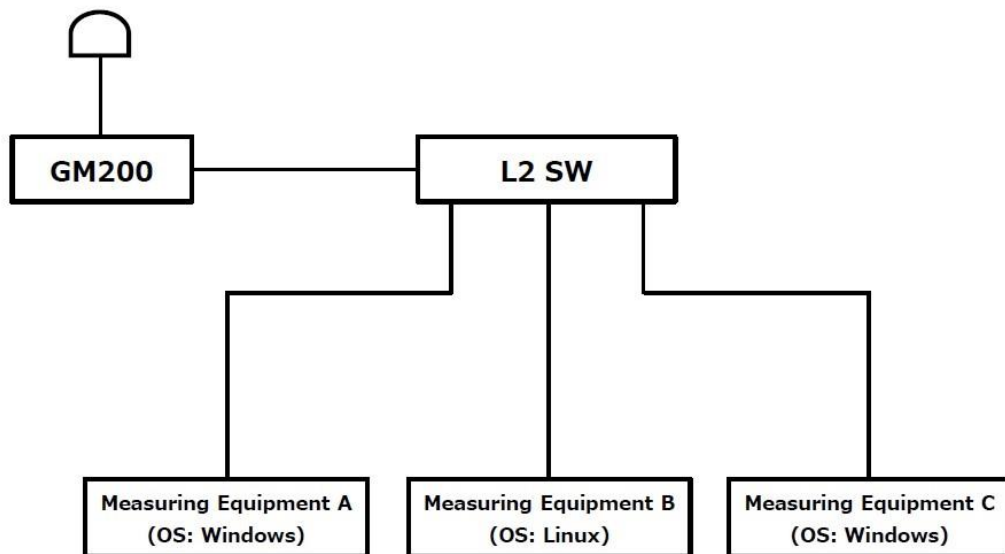 GM200
L2 SW
Measuring Equipment A
(OS: Windows)
Measuring Equipment B
(OS: Linux)
Measuring Equipment C
(OS: Windows)